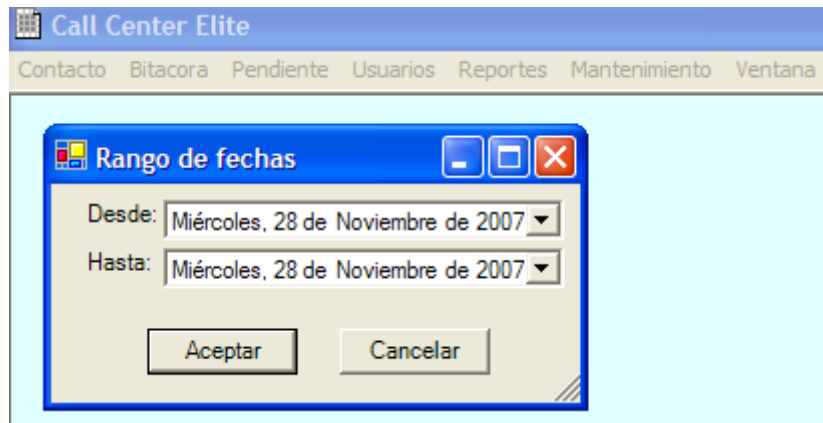 Call Center Elite
Contacto Bitacora Pendiente Usuarios Reportes Mantenimiento Ventana
Rango de fechas
Desde: Miércoles, 28 de Noviembre de 2007
Hasta: Miércoles, 28 de Noviembre de 2007
Aceptar Cancelar